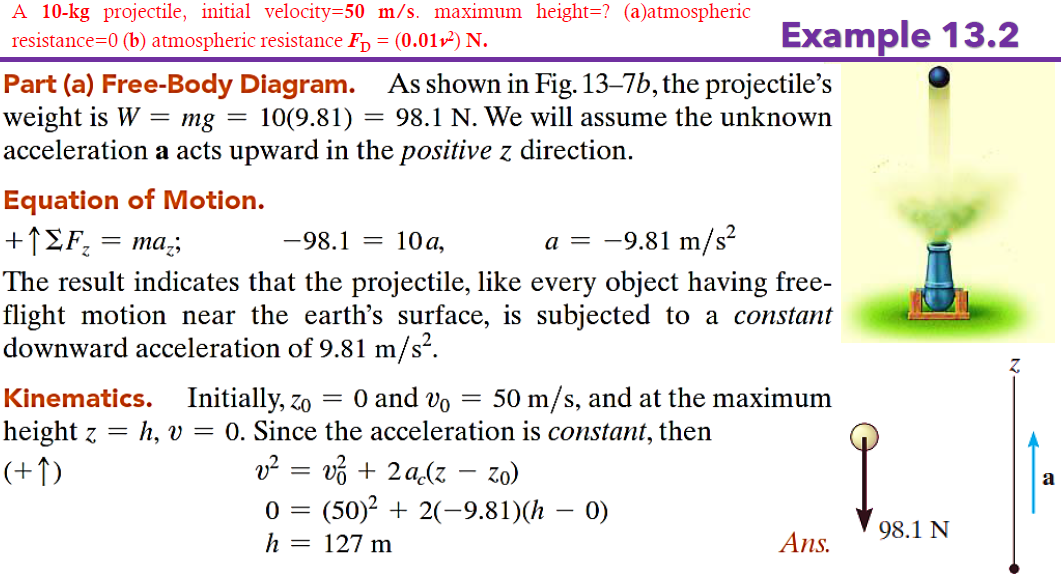 A 10-kg projectile, initial velocity=50 m/s. maximum height=? (a)atmospheric
resistance=0 (b) atmospheric resistance F_D = (0.01v²) N.
Example 13.2
Part (a) Free-Body Diagram. As shown in Fig. 13–7b, the projectile's
weight is W = mg = 10(9.81) = 98.1 N. We will assume the unknown
acceleration a acts upward in the positive z direction.
Equation of Motion.
+↑ΣF_z = ma_z; −98.1 = 10a, a = −9.81 m/s²
The result indicates that the projectile, like every object having free-
flight motion near the earth's surface, is subjected to a constant
downward acceleration of 9.81 m/s².
Kinematics. Initially, z₀ = 0 and v₀ = 50 m/s, and at the maximum
height z = h, v = 0. Since the acceleration is constant, then
(+↑) v² = v₀² + 2a_c(z − z₀)
0 = (50)² + 2(−9.81)(h − 0)
h = 127 m Ans.
z
a
98.1 N